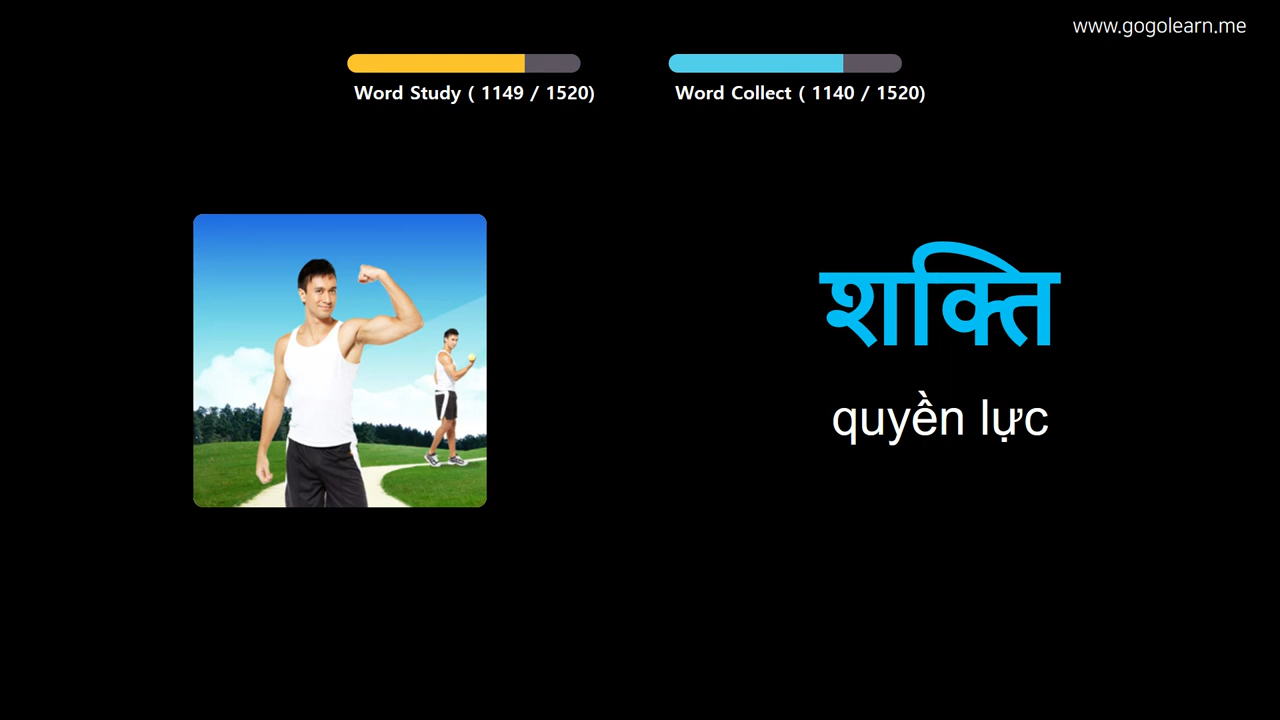 www.gogolearn.me
Word Study ( 1149 / 1520)
Word Collect ( 1140 / 1520)
शक्ति
quyền lực